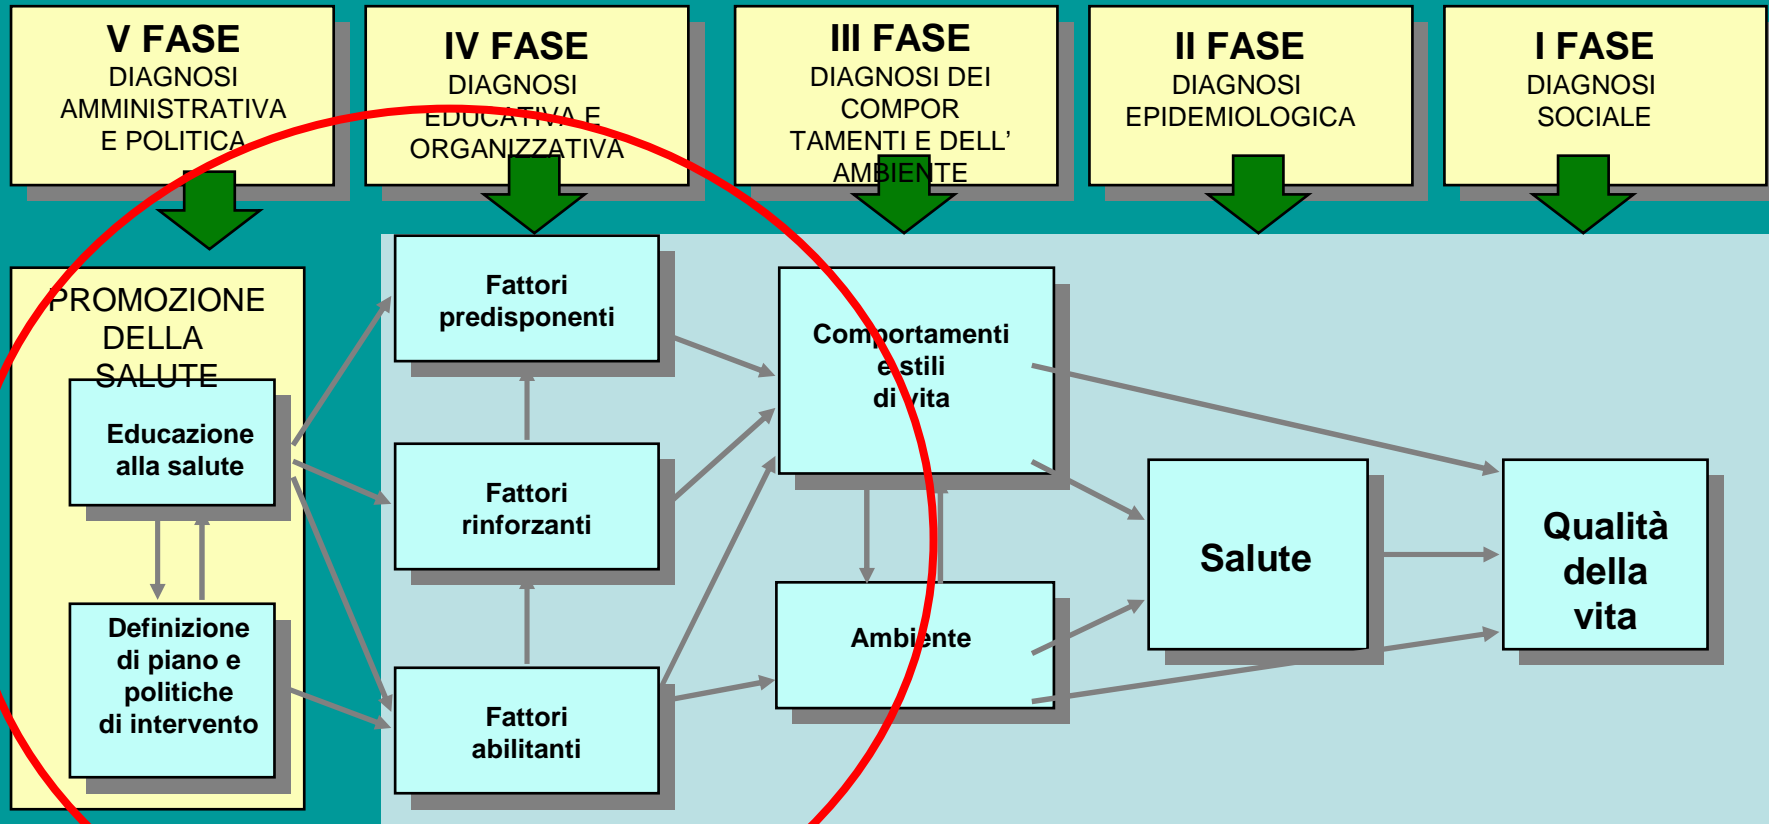 V FASE
DIAGNOSI
AMMINISTRATIVA
E POLITICA
IV FASE
DIAGNOSI
EDUCATIVA E
ORGANIZZATIVA
III FASE
DIAGNOSI DEI
COMPOR
TAMENTI E DELL'
AMBIENTE
II FASE
DIAGNOSI
EPIDEMIOLOGICA
I FASE
DIAGNOSI
SOCIALE
PROMOZIONE
DELLA
SALUTE
Educazione
alla salute
Definizione
di piano e
politiche
di intervento
Fattori
predisponenti
Fattori
rinforzanti
Fattori
abilitanti
Comportamenti
e stili
di vita
Ambiente
Salute
Qualità
della
vita